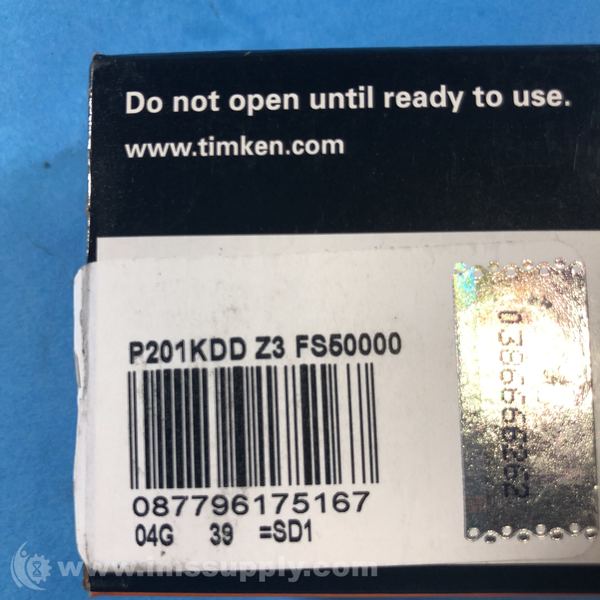 Do not open until ready to use.
www.timken.com
P201KDD Z3 FS50000
087796175167
04G 39 =SD1
0386668262
www.imssupply.com